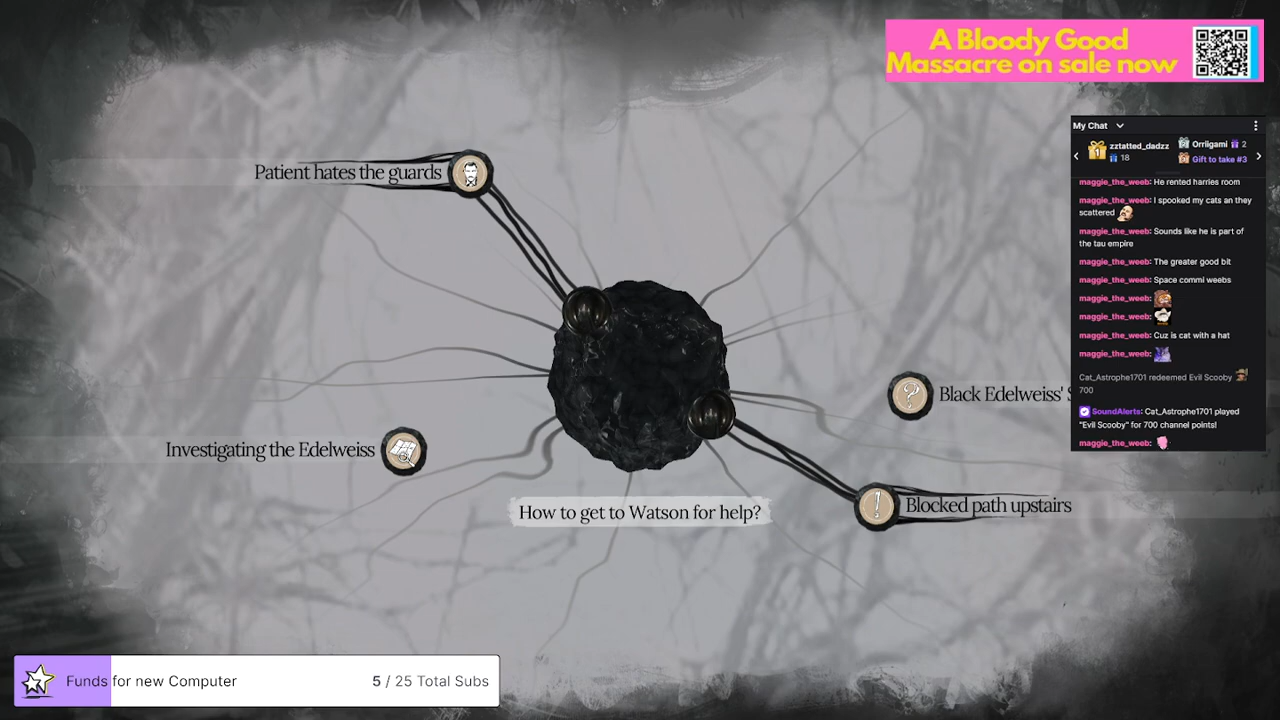 A Bloody Good
Massacre on sale now
My Chat
zztatted_dadzz
18
Orriigami 2
Gift to take #3
maggie_the_weeb: He rented harries room
maggie_the_weeb: I spooked my cats an they
scattered
maggie_the_weeb: Sounds like he is part of
the tau empire
maggie_the_weeb: The greater good bit
maggie_the_weeb: Space commi weebs
maggie_the_weeb:
maggie_the_weeb:
maggie_the_weeb: Cuz is cat with a hat
maggie_the_weeb:
Cat_Astrophe1701 redeemed Evil Scooby
700
SoundAlerts: Cat_Astrophe1701 played
"Evil Scooby" for 700 channel points!
maggie_the_weeb:
Patient hates the guards
Black Edelweiss'
Investigating the Edelweiss
Blocked path upstairs
How to get to Watson for help?
Funds for new Computer
5 / 25 Total Subs